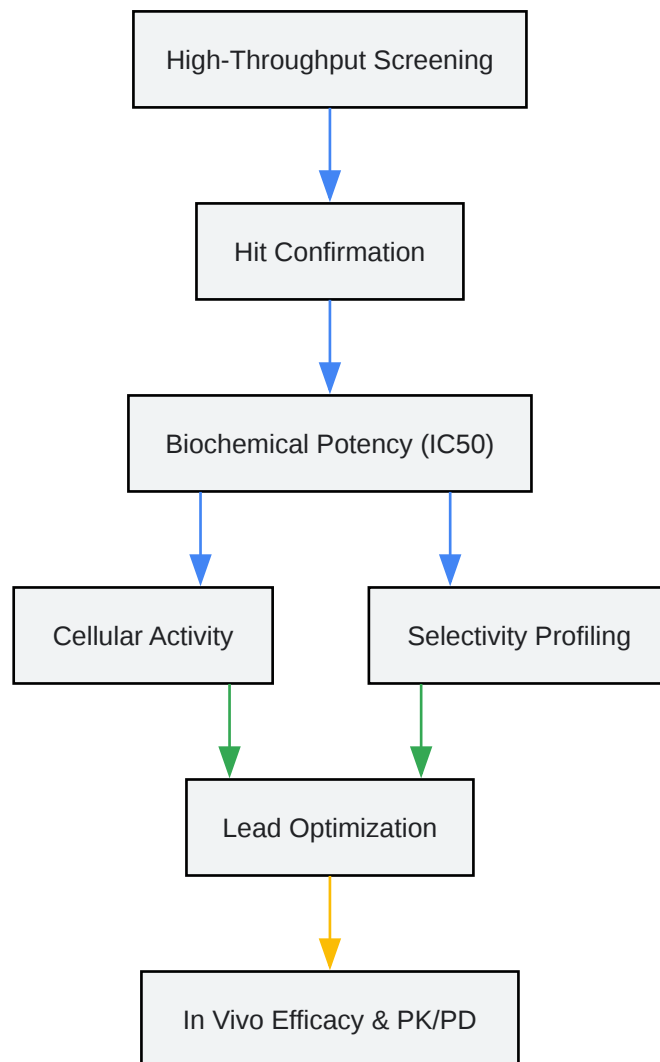 High-Throughput Screening
Hit Confirmation
Biochemical Potency (IC50)
Cellular Activity
Selectivity Profiling
Lead Optimization
In Vivo Efficacy & PK/PD